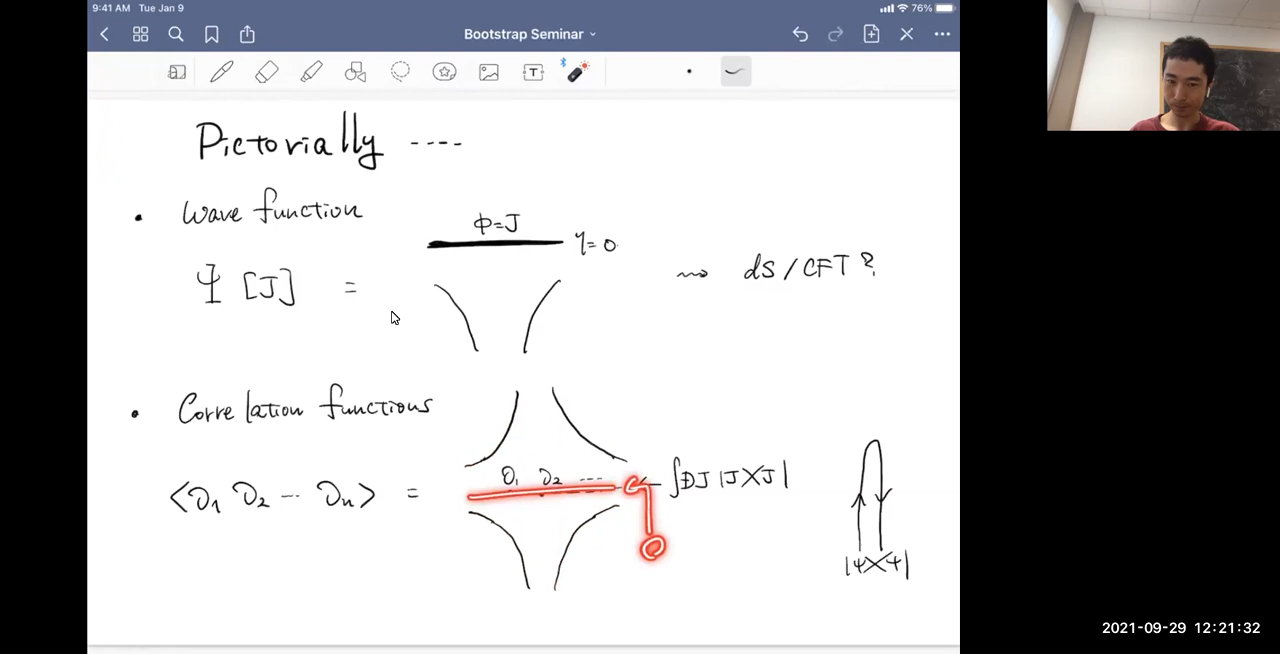 9:41 AM Tue Jan 9
76%
Bootstrap Seminar
Pictorially ----
• Wave function
Φ=J
η=0
Ψ [J] =
⇝ dS/CFT?
• Correlation functions
O₁ O₂ ---
<O₁ O₂ --- Oₙ> =
← ∫DJ |J><J|
|Ψ><Ψ|
2021-09-29 12:21:32